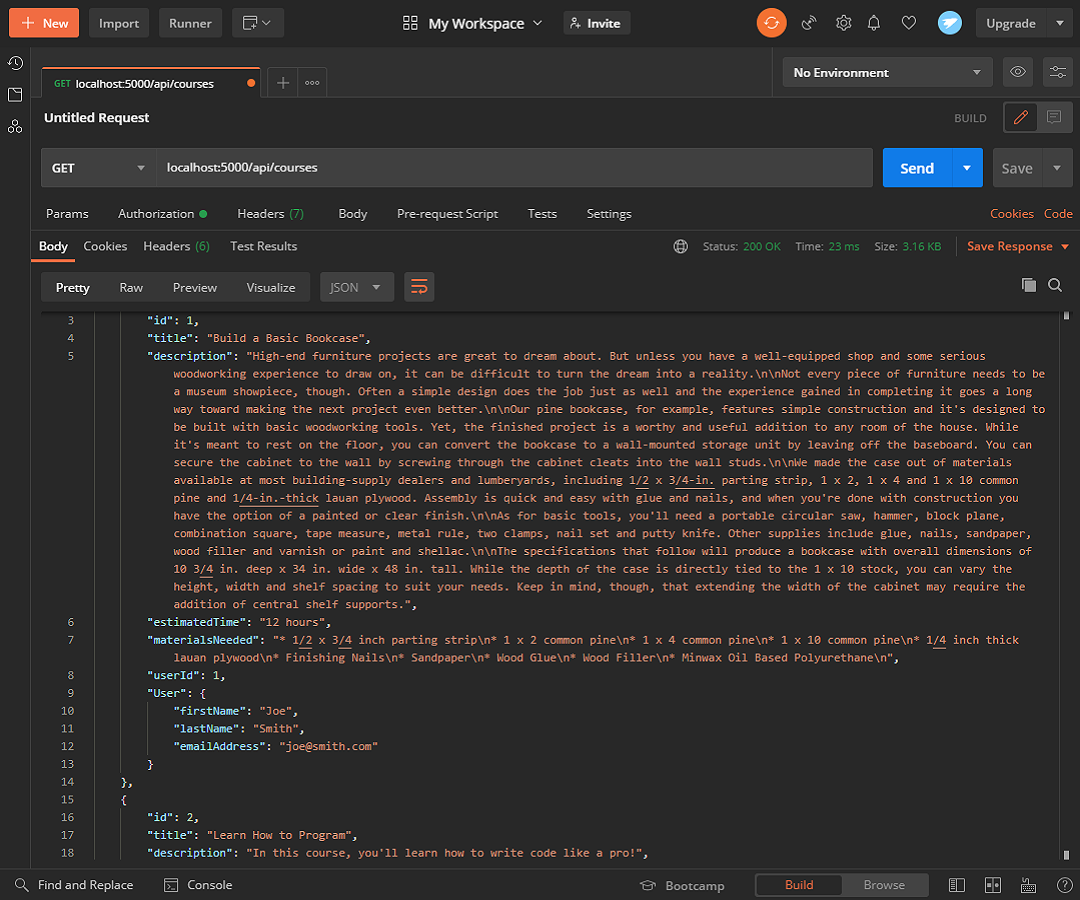 New Import Runner My Workspace Invite Upgrade
GET localhost:5000/api/courses No Environment
Untitled Request BUILD
GET localhost:5000/api/courses Send Save
Params Authorization Headers (7) Body Pre-request Script Tests Settings Cookies Code
Body Cookies Headers (6) Test Results Status: 200 OK Time: 23 ms Size: 3.16 KB Save Response
Pretty Raw Preview Visualize JSON
3 "id": 1,
4 "title": "Build a Basic Bookcase",
5 "description": "High-end furniture projects are great to dream about. But unless you have a well-equipped shop and some serious
woodworking experience to draw on, it can be difficult to turn the dream into a reality.\n\nNot every piece of furniture needs to be
a museum showpiece, though. Often a simple design does the job just as well and the experience gained in completing it goes a long
way toward making the next project even better.\n\nOur pine bookcase, for example, features simple construction and it's designed to
be built with basic woodworking tools. Yet, the finished project is a worthy and useful addition to any room of the house. While
it's meant to rest on the floor, you can convert the bookcase to a wall-mounted storage unit by leaving off the baseboard. You can
secure the cabinet to the wall by screwing through the cabinet cleats into the wall studs.\n\nWe made the case out of materials
available at most building-supply dealers and lumberyards, including 1/2 x 3/4-in. parting strip, 1 x 2, 1 x 4 and 1 x 10 common
pine and 1/4-in.-thick lauan plywood. Assembly is quick and easy with glue and nails, and when you're done with construction you
have the option of a painted or clear finish.\n\nAs for basic tools, you'll need a portable circular saw, hammer, block plane,
combination square, tape measure, metal rule, two clamps, nail set and putty knife. Other supplies include glue, nails, sandpaper,
wood filler and varnish or paint and shellac.\n\nThe specifications that follow will produce a bookcase with overall dimensions of
10 3/4 in. deep x 34 in. wide x 48 in. tall. While the depth of the case is directly tied to the 1 x 10 stock, you can vary the
height, width and shelf spacing to suit your needs. Keep in mind, though, that extending the width of the cabinet may require the
addition of central shelf supports.",
6 "estimatedTime": "12 hours",
7 "materialsNeeded": "* 1/2 x 3/4 inch parting strip\n* 1 x 2 common pine\n* 1 x 4 common pine\n* 1 x 10 common pine\n* 1/4 inch thick
lauan plywood\n* Finishing Nails\n* Sandpaper\n* Wood Glue\n* Wood Filler\n* Minwax Oil Based Polyurethane\n",
8 "userId": 1,
9 "User": {
10 "firstName": "Joe",
11 "lastName": "Smith",
12 "emailAddress": "joe@smith.com"
13 }
14 },
15 {
16 "id": 2,
17 "title": "Learn How to Program",
18 "description": "In this course, you'll learn how to write code like a pro!",
Find and Replace Console Bootcamp Build Browse